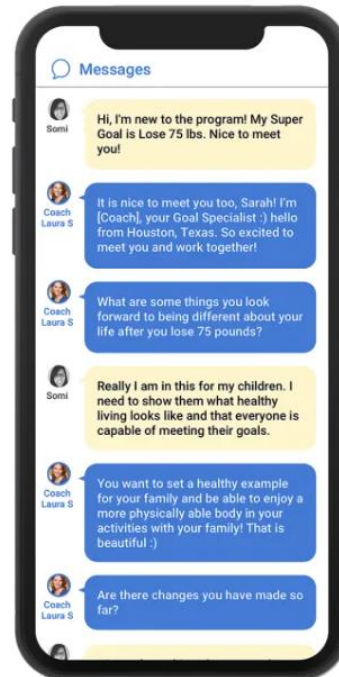 Messages
Somi
Hi, I'm new to the program! My Super
Goal is Lose 75 lbs. Nice to meet
you!
Coach
Laura S
It is nice to meet you too, Sarah! I'm
[Coach], your Goal Specialist :) hello
from Houston, Texas. So excited to
meet you and work together!
Coach
Laura S
What are some things you look
forward to being different about your
life after you lose 75 pounds?
Somi
Really I am in this for my children. I
need to show them what healthy
living looks like and that everyone is
capable of meeting their goals.
Coach
Laura S
You want to set a healthy example
for your family and be able to enjoy a
more physically able body in your
activities with your family! That is
beautiful :)
Coach
Laura S
Are there changes you have made so
far?